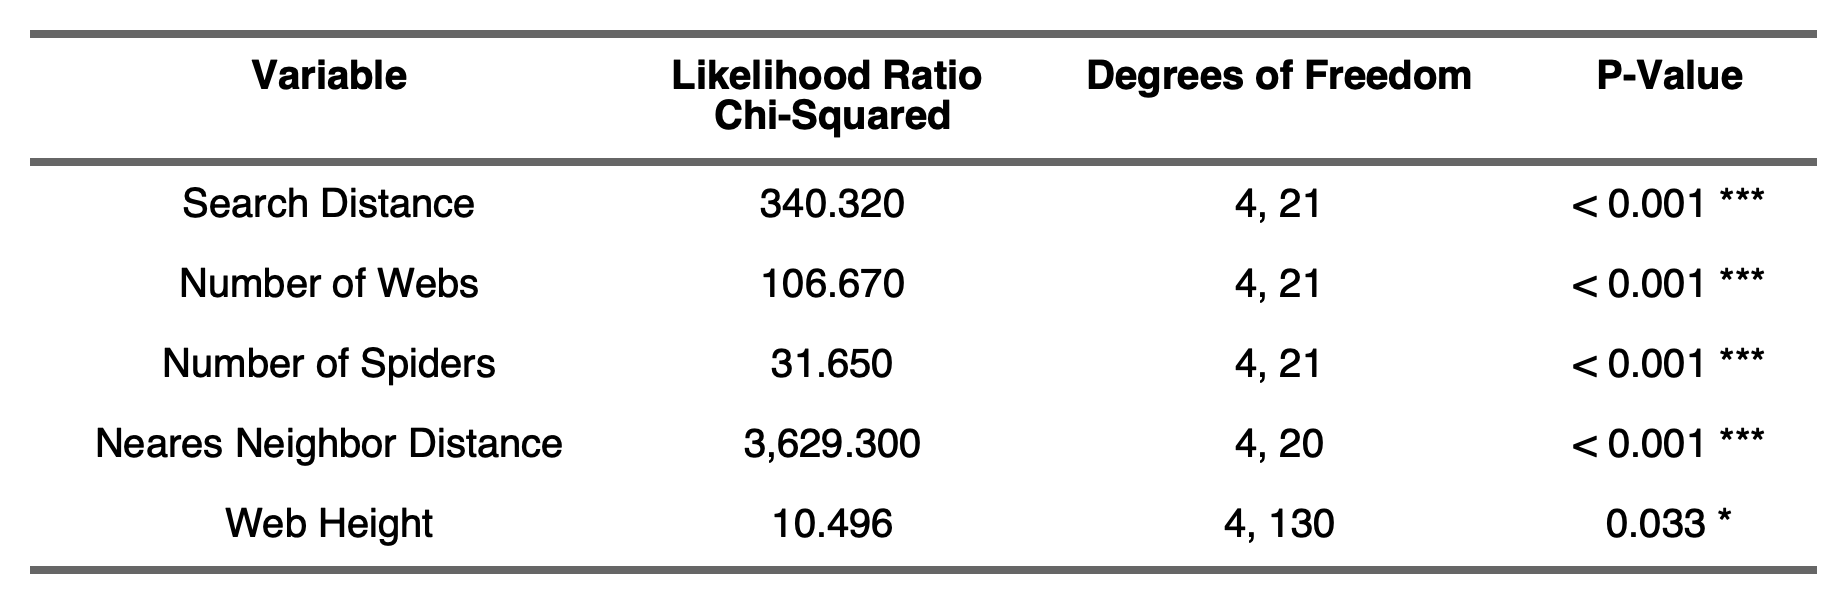 Variable Likelihood Ratio Degrees of Freedom P-Value
Chi-Squared
Search Distance 340.320 4, 21 < 0.001 ***
Number of Webs 106.670 4, 21 < 0.001 ***
Number of Spiders 31.650 4, 21 < 0.001 ***
Neares Neighbor Distance 3,629.300 4, 20 < 0.001 ***
Web Height 10.496 4, 130 0.033 *